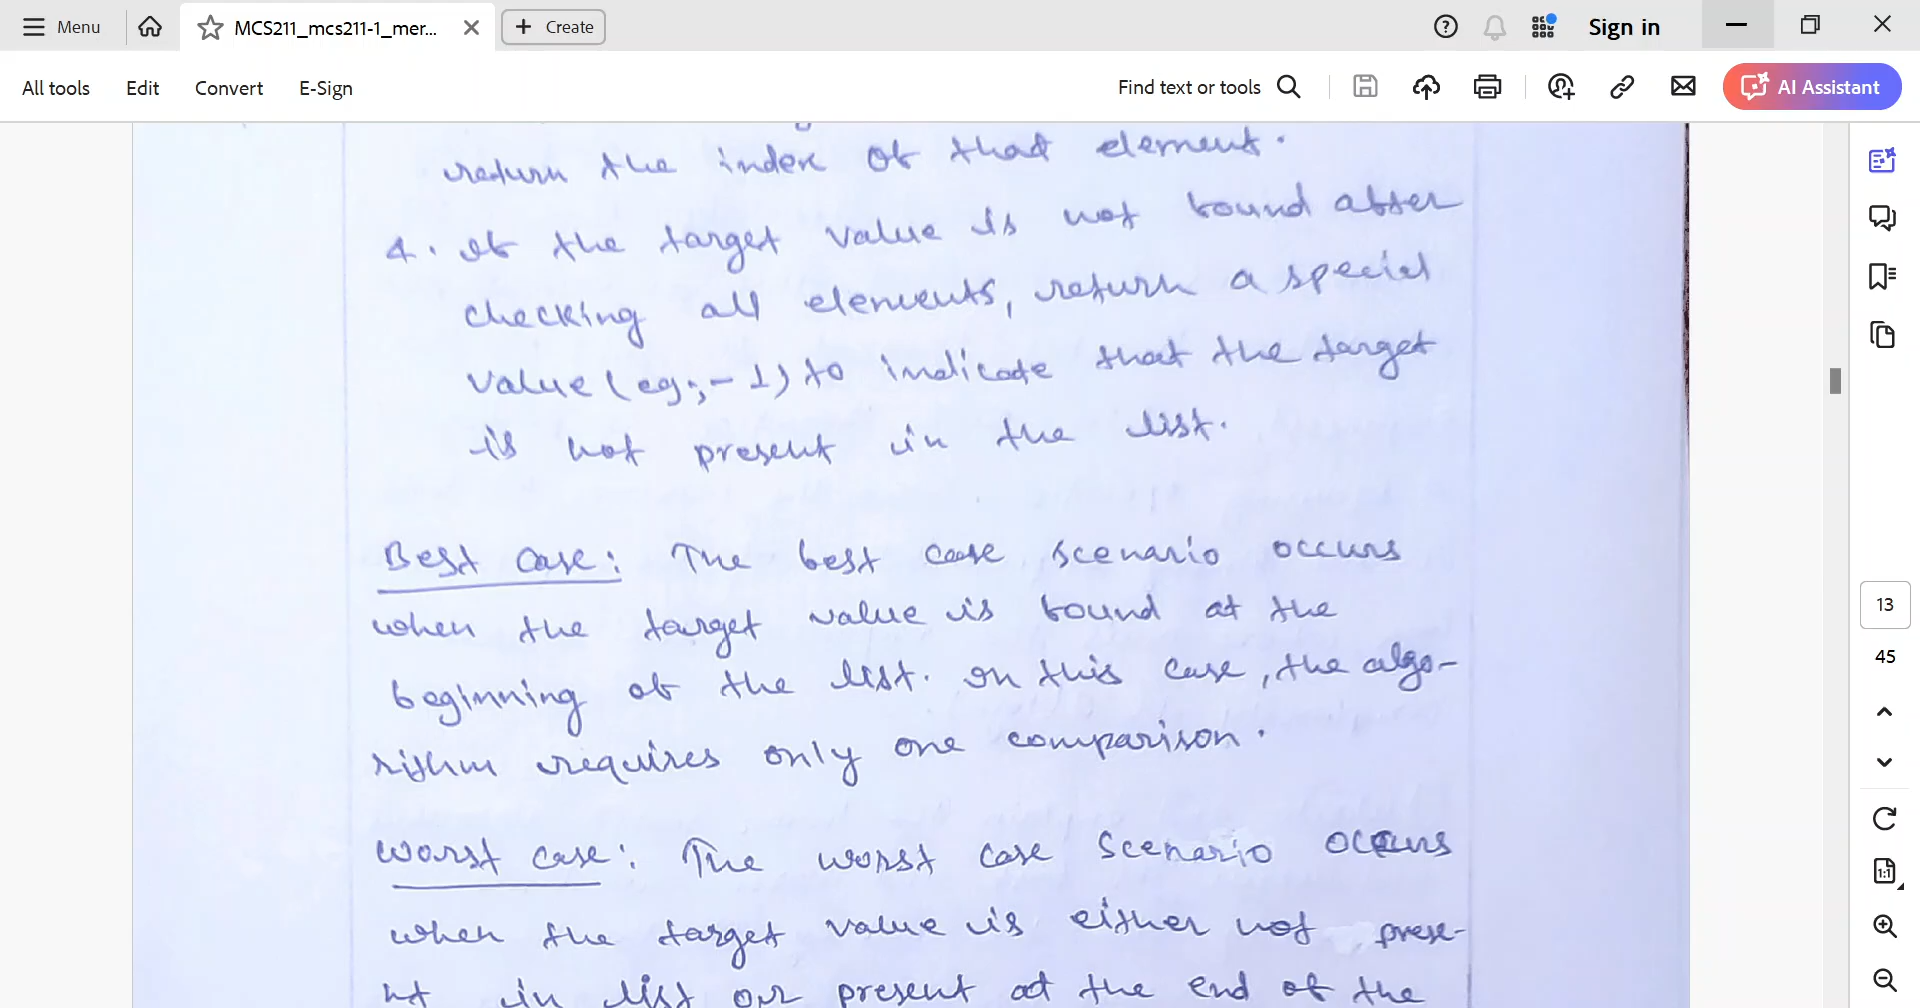 Menu
MCS211_mcs211-1_mer...
Create
Sign in
All tools
Edit
Convert
E-Sign
Find text or tools
AI Assistant
return the index of that element.
4. If the target value is not found after
checking all elements, return a special
value (eg; -1) to indicate that the target
is not present in the list.
Best case: The best case scenario occurs
when the target value is found at the
beginning of the list. In this case, the algo-
rithm requires only one comparison.
Worst case: The worst case scenario occurs
when the target value is either not prese-
nt in list or present at the end of the
13
45
1:1